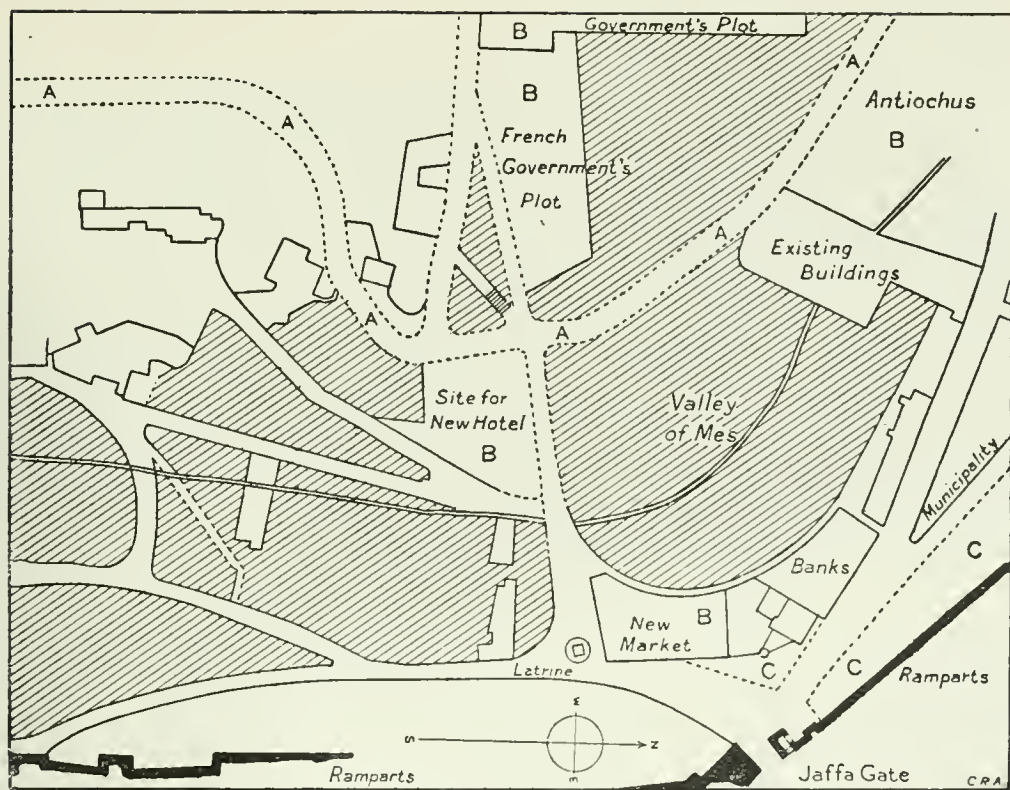 B
Government's Plot
A
A
A
B
French
Government's
Plot
Antiochus
B
A
A
A
Existing
Buildings
Site for
New Hotel
B
Valley
of Mes
Municipality
C
Banks
B
New
Market
C
C
Latrine
Ramparts
W
S
N
E
Ramparts
Jaffa Gate
C.R.A.